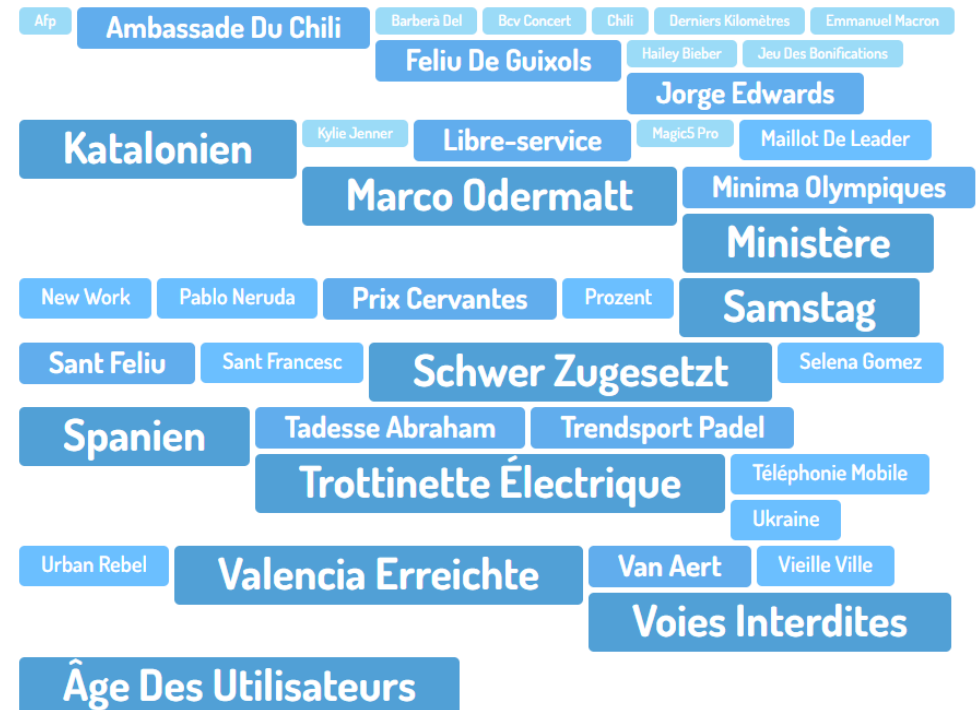 Afp Ambassade Du Chili Barberà Del Bcv Concert Chili Derniers Kilomètres Emmanuel Macron
Feliu De Guixols Hailey Bieber Jeu Des Bonifications
Jorge Edwards
Katalonien Kylie Jenner Libre-service Magic5 Pro Maillot De Leader
Marco Odermatt Minima Olympiques
Ministère
New Work Pablo Neruda Prix Cervantes Prozent Samstag
Sant Feliu Sant Francesc Schwer Zugesetzt Selena Gomez
Spanien Tadesse Abraham Trendsport Padel
Trottinette Électrique Téléphonie Mobile
Ukraine
Urban Rebel Valencia Erreichte Van Aert Vieille Ville
Voies Interdites
Âge Des Utilisateurs